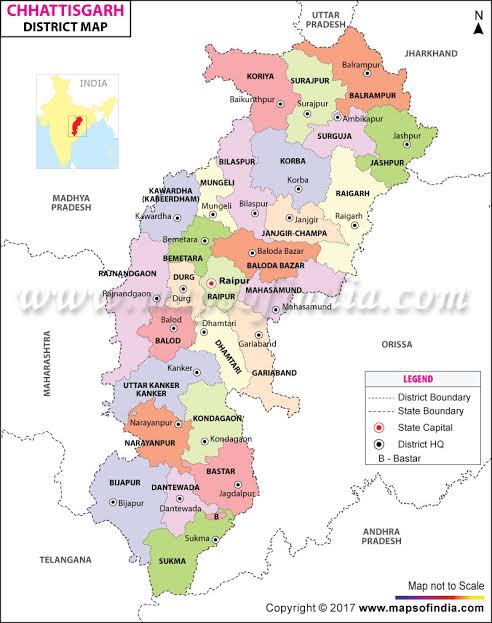 CHHATTISGARH
DISTRICT MAP
UTTAR
PRADESH
N
JHARKHAND
INDIA
KORIYA
Baikunthpur
SURAJPUR
Surajpur
Balrampur
BALRAMPUR
Ambikapur
SURGUJA
Jashpur
JASHPUR
BILASPUR
KORBA
Korba
MADHYA
PRADESH
KAWARDHA
(KABEERDHAM)
Kawardha
MUNGELI
Mungeli
Bilaspur
RAIGARH
Raigarh
Janjgir
JANJGIR-CHAMPA
Bemetara
BEMETARA
Baloda Bazar
BALODA BAZAR
RAJNANDGAON
Rajnandgaon
DURG
Durg
Raipur
RAIPUR
MAHASAMUND
Mahasamund
www.mapsofindia.com
Balod
BALOD
Dhamtari
DHAMTARI
Gariaband
GARIABAND
MAHARASHTRA
ORISSA
Kanker
UTTAR KANKER
KANKER
LEGEND
District Boundary
State Boundary
State Capital
District HQ
B - Bastar
Narayanpur
NARAYANPUR
KONDAGAON
Kondagaon
BIJAPUR
Bijapur
DANTEWADA
Dantewada
BASTAR
Jagdalpur
B
Sukma
SUKMA
TELANGANA
ANDHRA
PRADESH
Map not to Scale
Copyright © 2017 www.mapsofindia.com